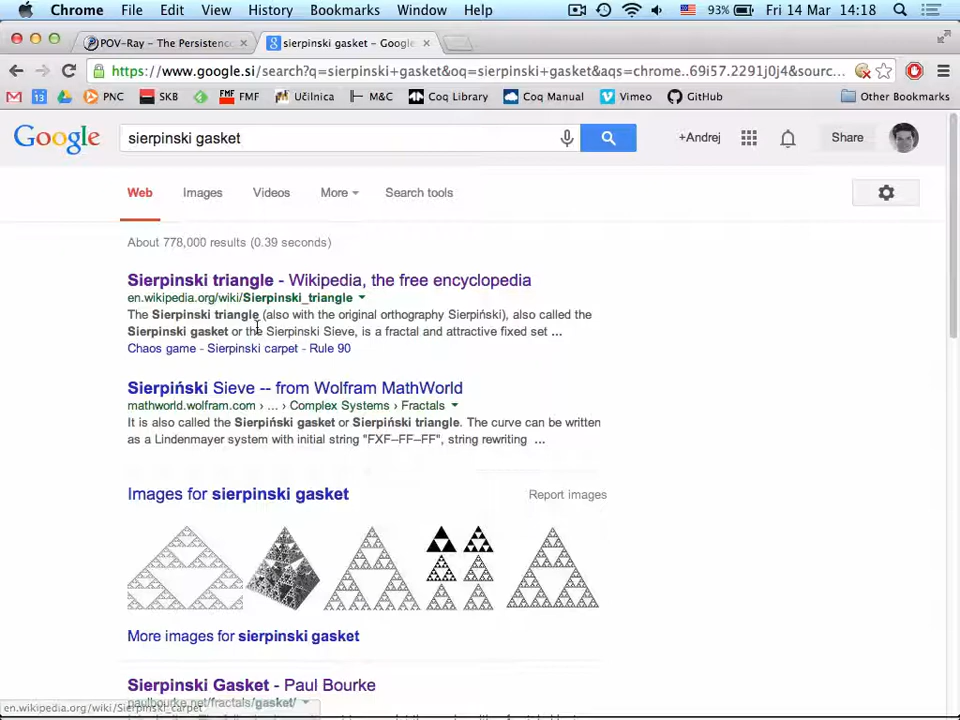 Chrome File Edit View History Bookmarks Window Help 93% Fri 14 Mar 14:18
POV-Ray – The Persistenc × sierpinski gasket – Google ×
https://www.google.si/search?q=sierpinski+gasket&oq=sierpinski+gasket&aqs=chrome..69i57.2291j0j4&sourc...
13 PNC SKB FMF Učilnica M&C Coq Library Coq Manual Vimeo GitHub Other Bookmarks
Google sierpinski gasket +Andrej Share
Web Images Videos More Search tools
About 778,000 results (0.39 seconds)
Sierpinski triangle - Wikipedia, the free encyclopedia
en.wikipedia.org/wiki/Sierpinski_triangle
The Sierpinski triangle (also with the original orthography Sierpiński), also called the
Sierpinski gasket or the Sierpinski Sieve, is a fractal and attractive fixed set ...
Chaos game - Sierpinski carpet - Rule 90
Sierpiński Sieve -- from Wolfram MathWorld
mathworld.wolfram.com › ... › Complex Systems › Fractals
It is also called the Sierpiński gasket or Sierpiński triangle. The curve can be written
as a Lindenmayer system with initial string "FXF--FF--FF", string rewriting ...
Images for sierpinski gasket Report images
More images for sierpinski gasket
Sierpinski Gasket - Paul Bourke
paulbourke.net/fractals/gasket/
en.wikipedia.org/wiki/Sierpinski_carpet